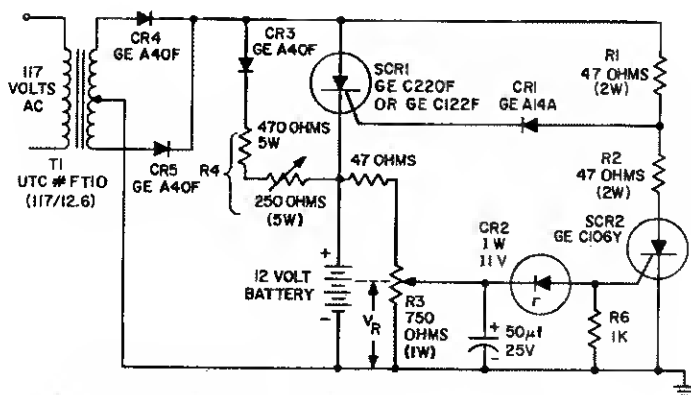 117
VOLTS
AC
T1
UTC # FT10
(117/12.6)
CR4
GE A40F
CR5
GE A40F
CR3
GE A40F
R4
470 OHMS
5W
250 OHMS
(5W)
SCR1
GE C220F
OR GE C122F
CR1
GE A14A
R1
47 OHMS
(2W)
R2
47 OHMS
(2W)
47 OHMS
SCR2
GE C106Y
CR2
1W
11V
r
+
12 VOLT
BATTERY
-
VR
R3
750
OHMS
(1W)
+
50µf
-
25V
R6
1K